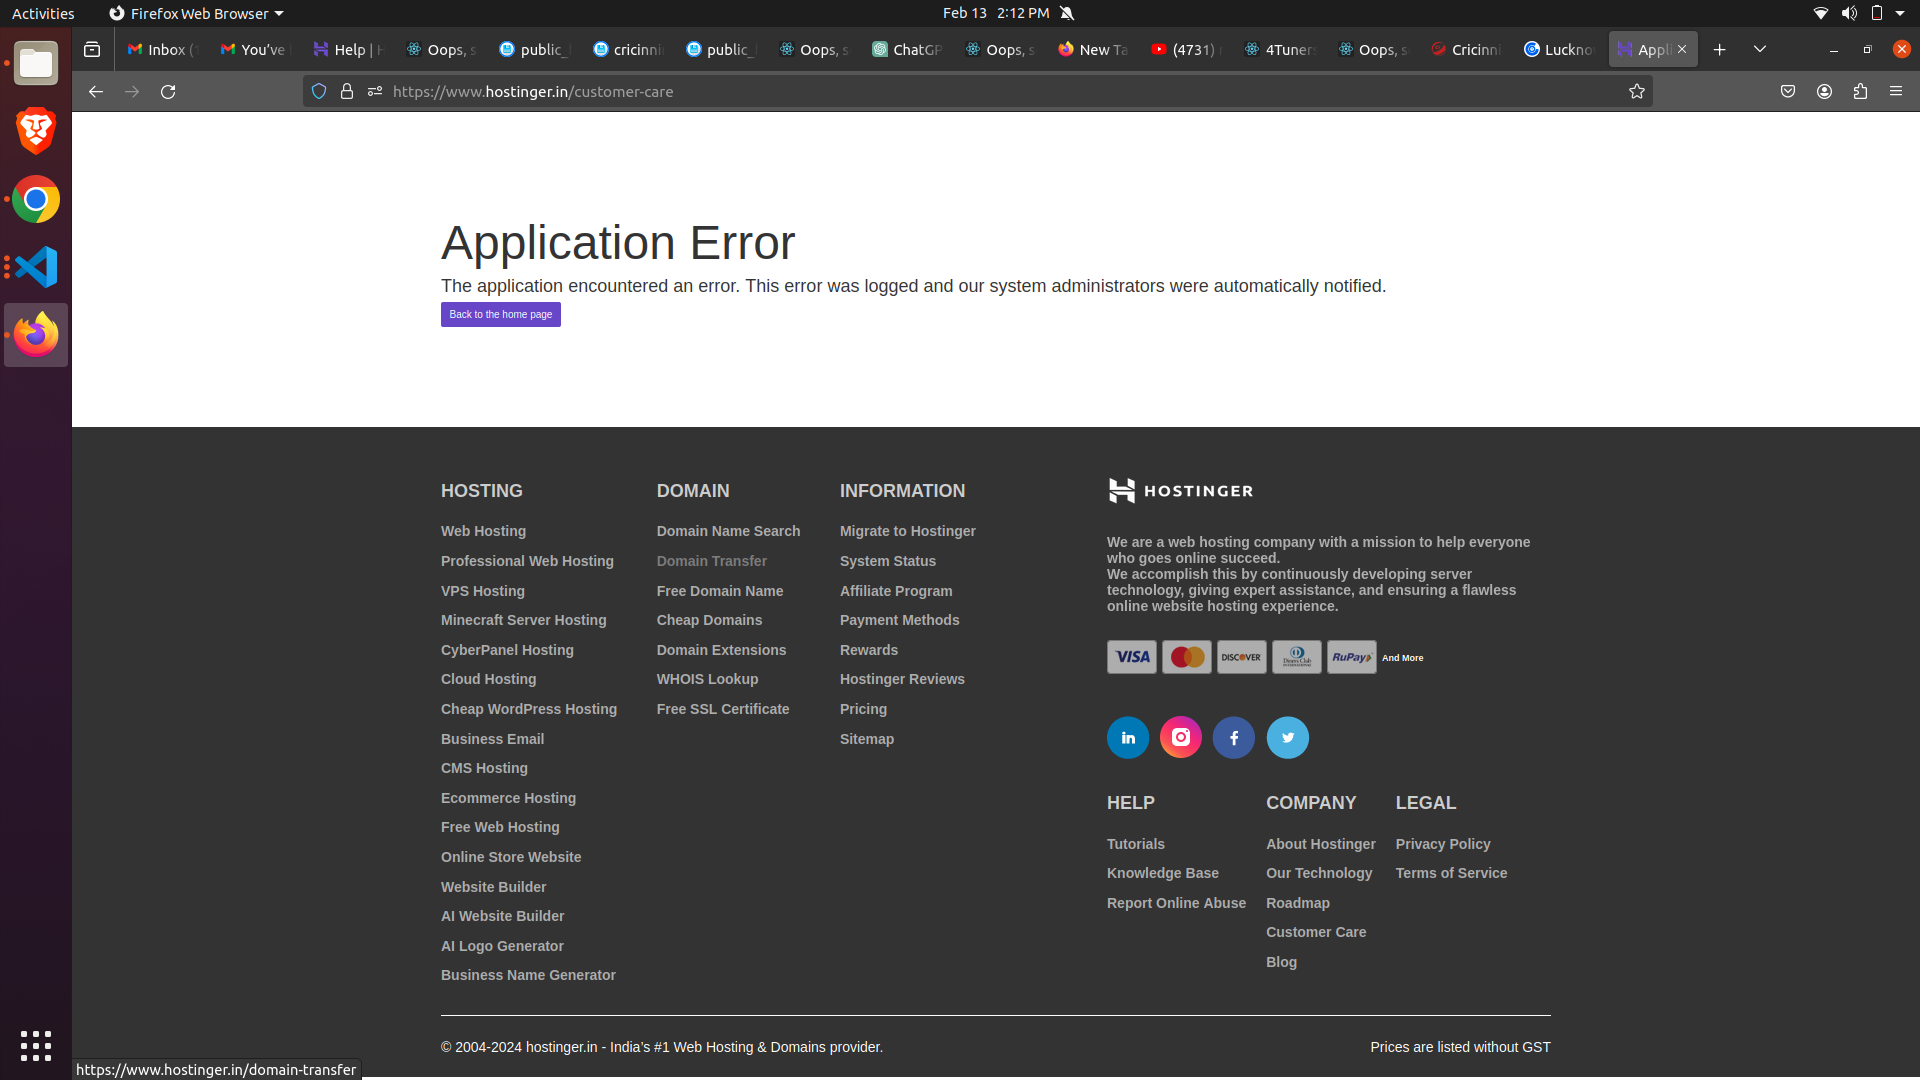 Activities
Firefox Web Browser
Feb 13 2:12 PM
Inbox (
You've
Help | H
Oops, s
public_
cricinni
public_
Oops, s
ChatGP
Oops, s
New Ta
(4731)
4Tuner
Oops, s
Cricinni
Luckno
Appli
https://www.hostinger.in/customer-care
Application Error
The application encountered an error. This error was logged and our system administrators were automatically notified.
Back to the home page
HOSTING
Web Hosting
Professional Web Hosting
VPS Hosting
Minecraft Server Hosting
CyberPanel Hosting
Cloud Hosting
Cheap WordPress Hosting
Business Email
CMS Hosting
Ecommerce Hosting
Free Web Hosting
Online Store Website
Website Builder
AI Website Builder
AI Logo Generator
Business Name Generator
DOMAIN
Domain Name Search
Domain Transfer
Free Domain Name
Cheap Domains
Domain Extensions
WHOIS Lookup
Free SSL Certificate
INFORMATION
Migrate to Hostinger
System Status
Affiliate Program
Payment Methods
Rewards
Hostinger Reviews
Pricing
Sitemap
HOSTINGER
We are a web hosting company with a mission to help everyone
who goes online succeed.
We accomplish this by continuously developing server
technology, giving expert assistance, and ensuring a flawless
online website hosting experience.
VISA
DISCOVER
Diners Club
INTERNATIONAL
RuPay
And More
HELP
Tutorials
Knowledge Base
Report Online Abuse
COMPANY
About Hostinger
Our Technology
Roadmap
Customer Care
Blog
LEGAL
Privacy Policy
Terms of Service
© 2004-2024 hostinger.in - India's #1 Web Hosting & Domains provider.
Prices are listed without GST
https://www.hostinger.in/domain-transfer